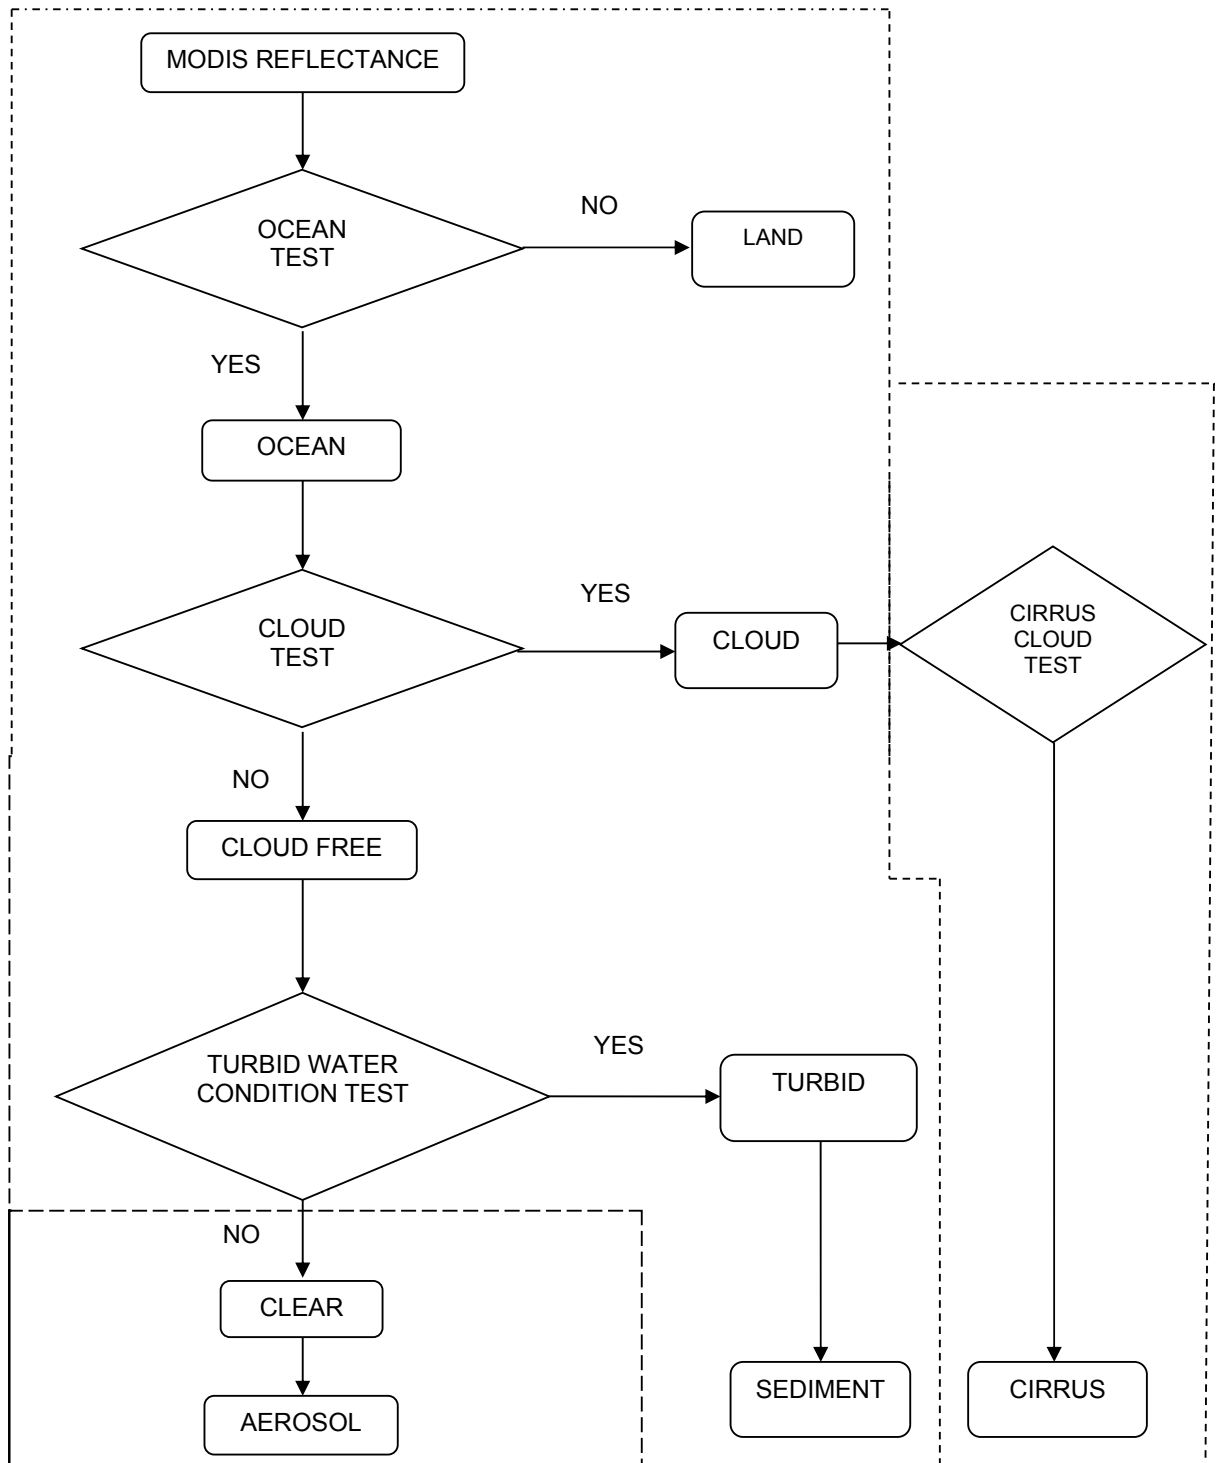 MODIS REFLECTANCE
OCEAN
TEST
NO
LAND
YES
OCEAN
CLOUD
TEST
YES
CLOUD
CIRRUS
CLOUD
TEST
NO
CLOUD FREE
TURBID WATER
CONDITION TEST
YES
TURBID
NO
CLEAR
SEDIMENT
CIRRUS
AEROSOL